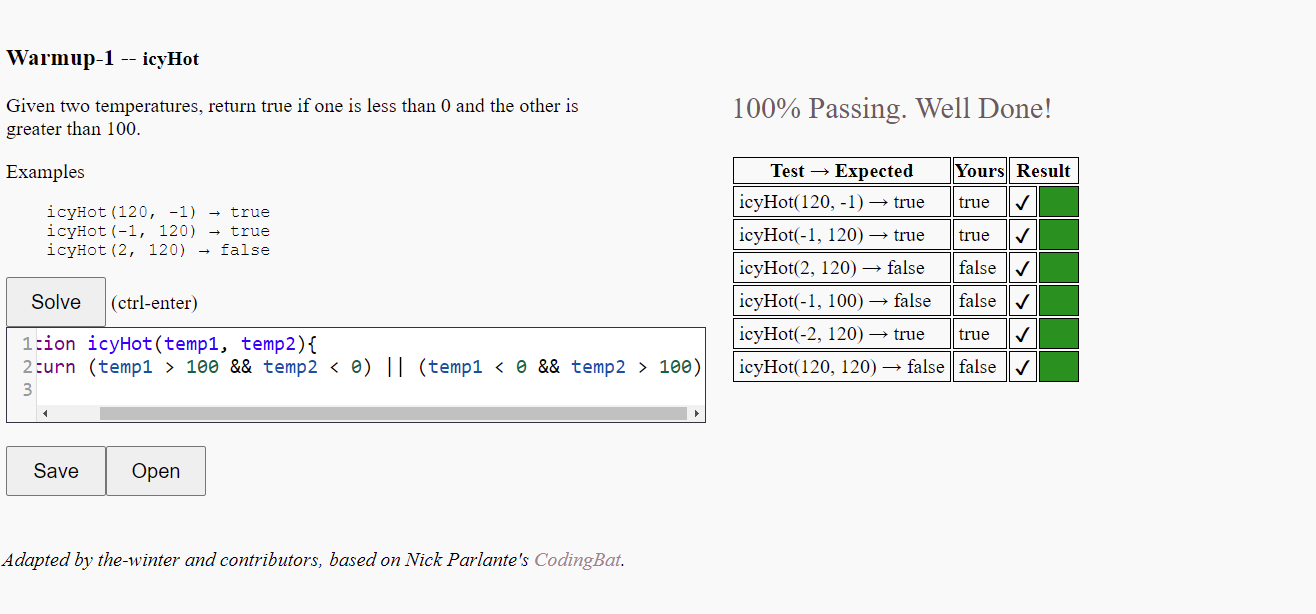 Warmup-1 -- icyHot
Given two temperatures, return true if one is less than 0 and the other is
greater than 100.
Examples
icyHot(120, -1) → true
icyHot(-1, 120) → true
icyHot(2, 120) → false
Solve (ctrl-enter)
1 tion icyHot(temp1, temp2){
2 turn (temp1 > 100 && temp2 < 0) || (temp1 < 0 && temp2 > 100)
3
Save Open
100% Passing. Well Done!
Test → Expected Yours Result
icyHot(120, -1) → true true ✓
icyHot(-1, 120) → true true ✓
icyHot(2, 120) → false false ✓
icyHot(-1, 100) → false false ✓
icyHot(-2, 120) → true true ✓
icyHot(120, 120) → false false ✓
Adapted by the-winter and contributors, based on Nick Parlante's CodingBat.